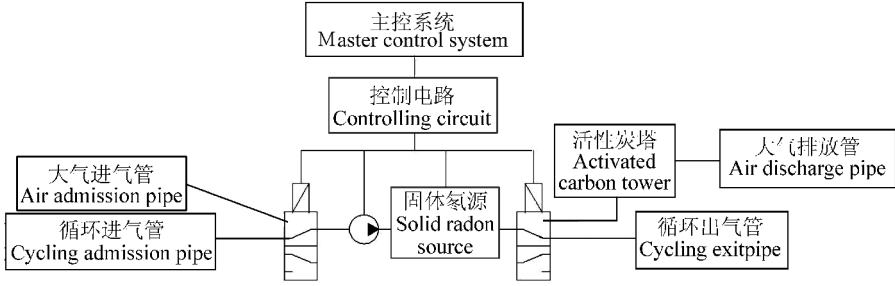 主控系统
Master control system
控制电路
Controlling circuit
活性炭塔
Activated
carbon tower
大气排放管
Air discharge pipe
大气进气管
Air admission pipe
固体氡源
Solid radon
source
循环进气管
Cycling admission pipe
循环出气管
Cycling exitpipe